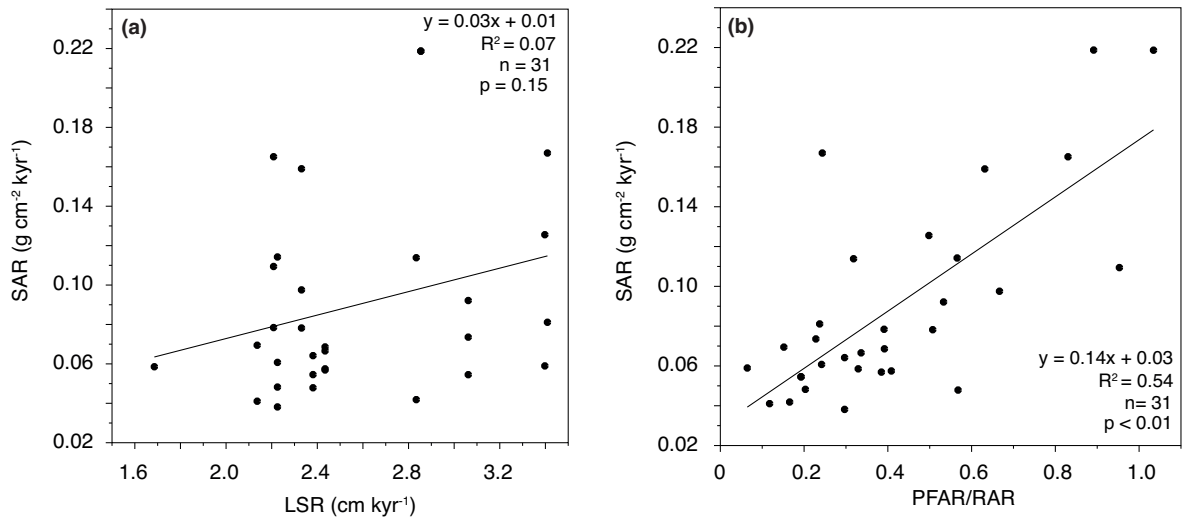 (a)
y = 0.03x + 0.01
R² = 0.07
n = 31
p = 0.15
0.22
0.18
0.14
0.10
0.06
0.02
SAR (g cm⁻² kyr⁻¹)
1.6 2.0 2.4 2.8 3.2
LSR (cm kyr⁻¹)
(b)
0.22
0.18
0.14
0.10
0.06
0.02
SAR (g cm⁻² kyr⁻¹)
y = 0.14x + 0.03
R² = 0.54
n= 31
p < 0.01
0 0.2 0.4 0.6 0.8 1.0
PFAR/RAR